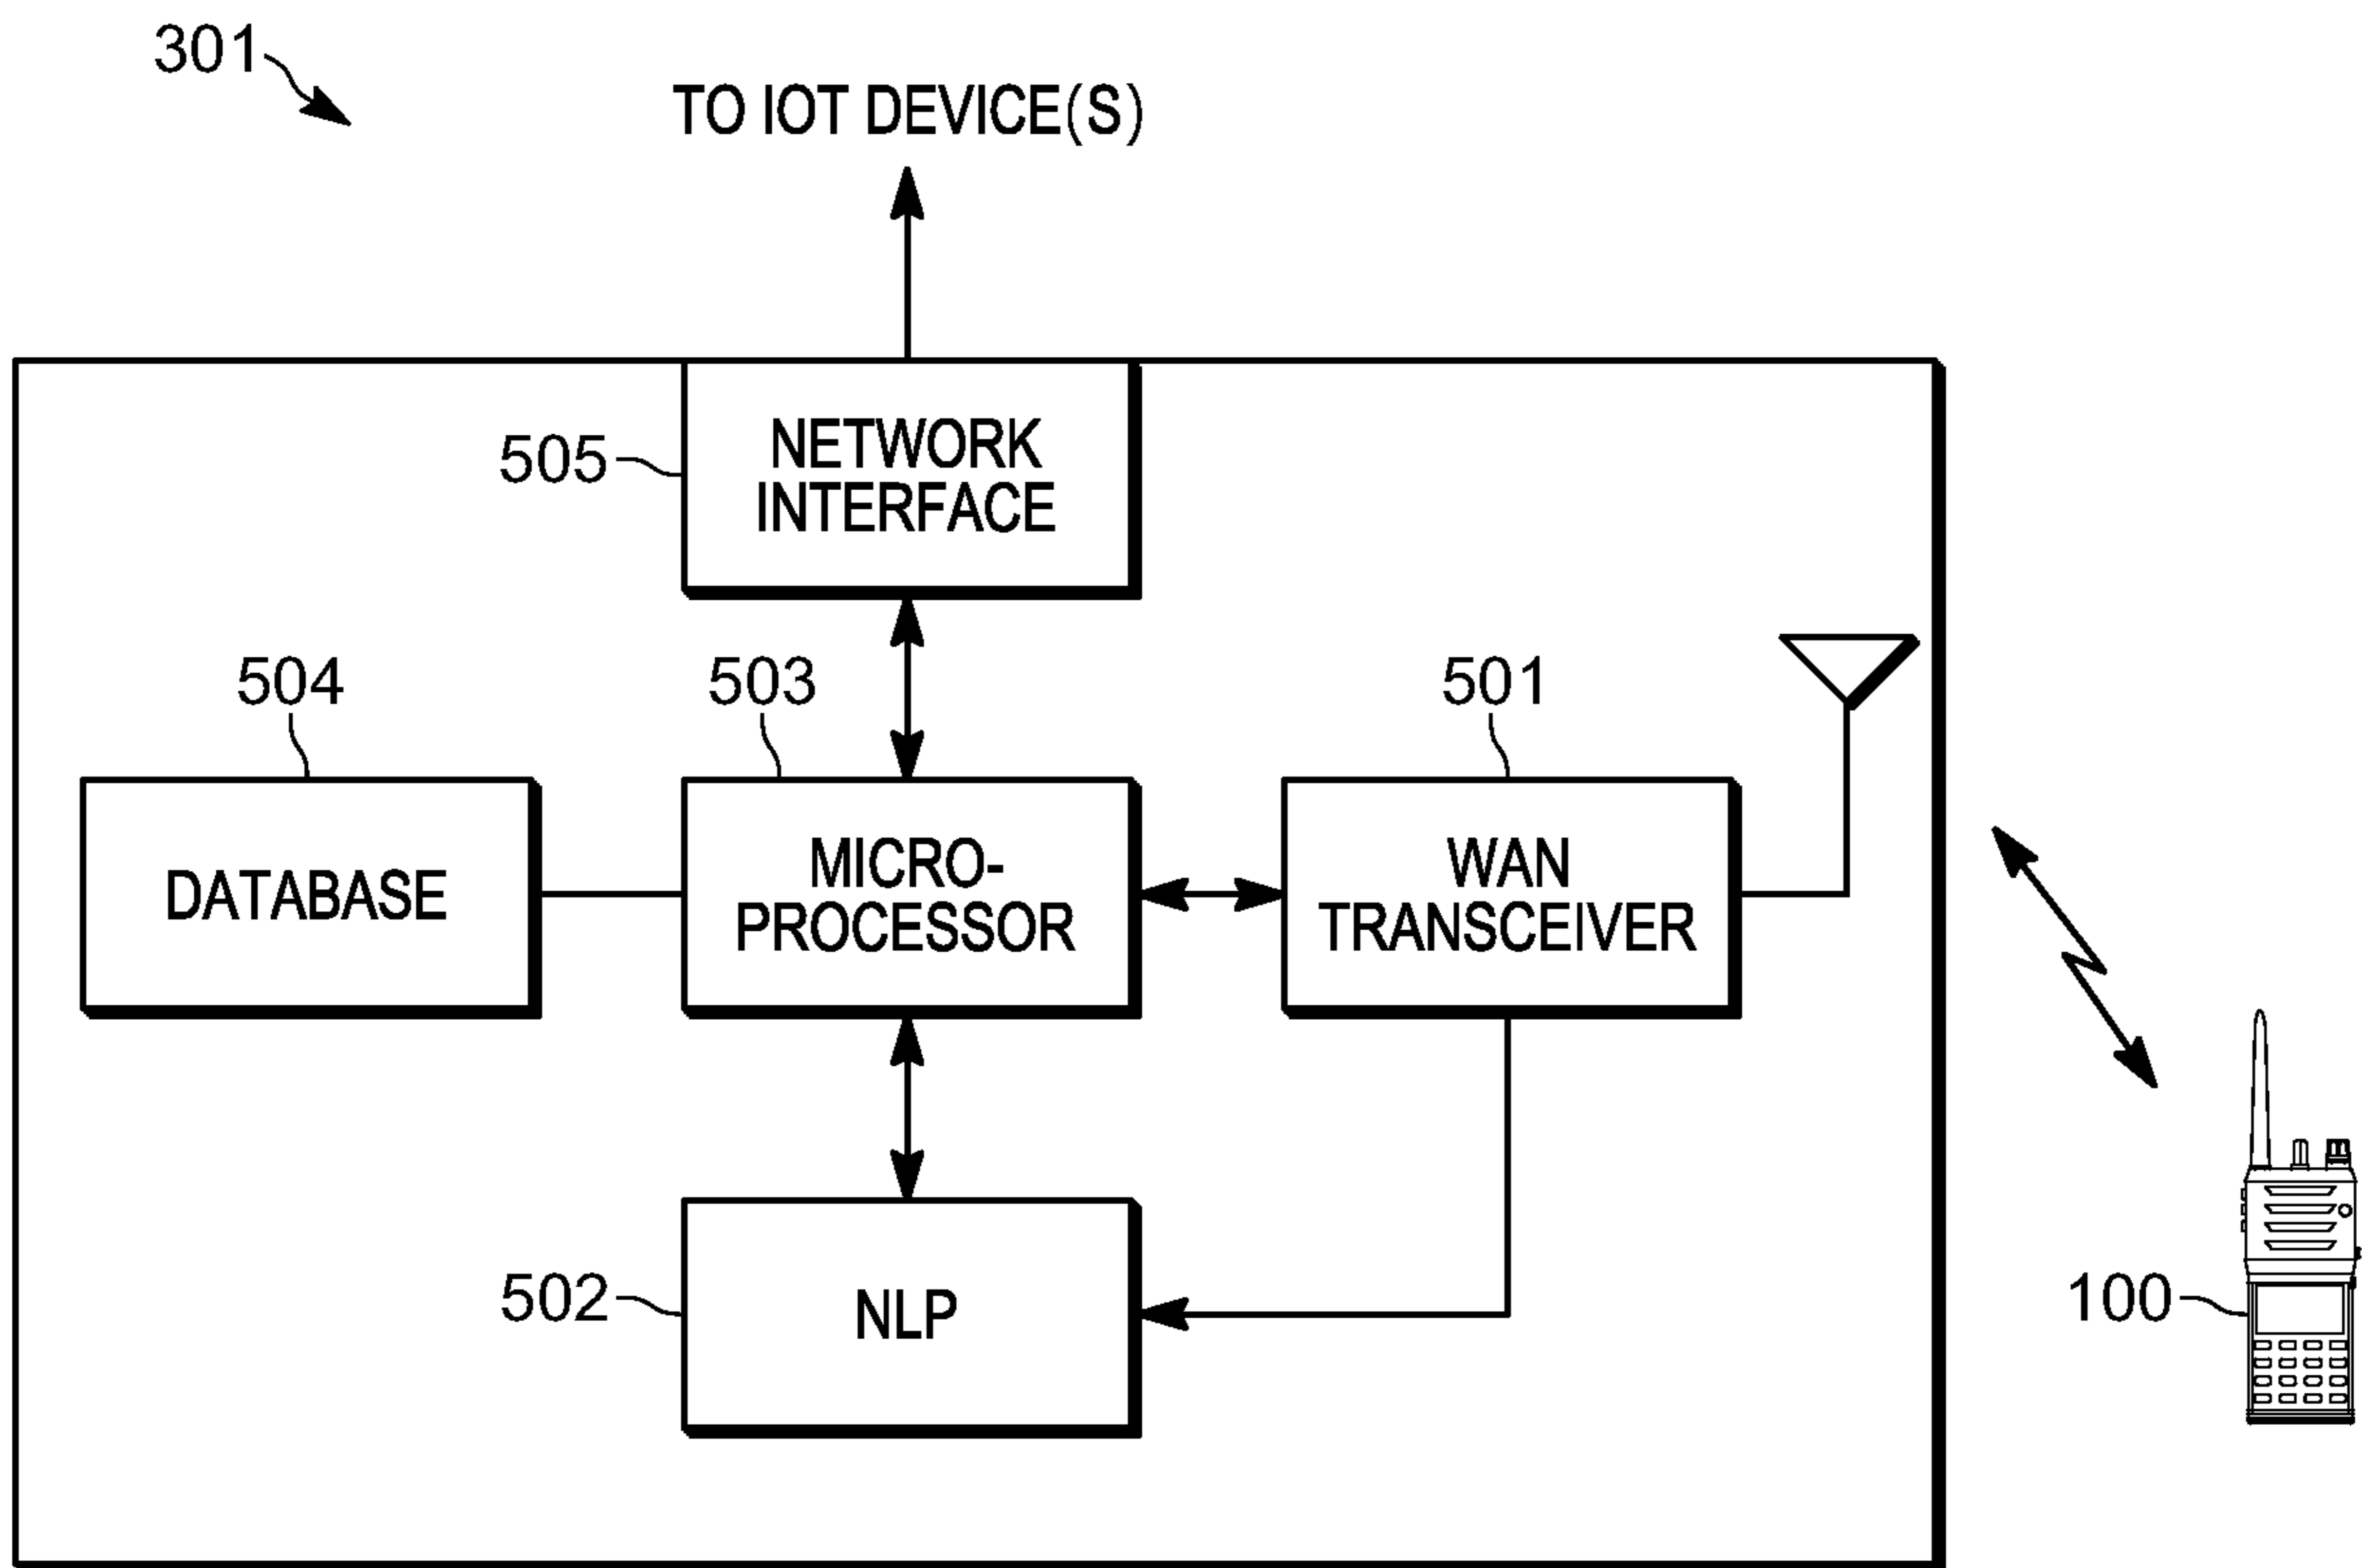 301
TO IOT DEVICE(S)
505
NETWORK
INTERFACE
504
503
501
DATABASE
MICRO-
PROCESSOR
WAN
TRANSCEIVER
502
NLP
100